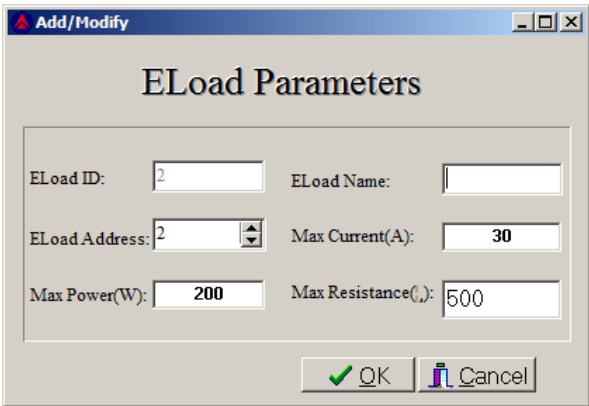 Add/Modify
ELoad Parameters
ELoad ID: 2
ELoad Name:
ELoad Address: 2
Max Current(A): 30
Max Power(W): 200
Max Resistance(¦¸): 500
OK
Cancel